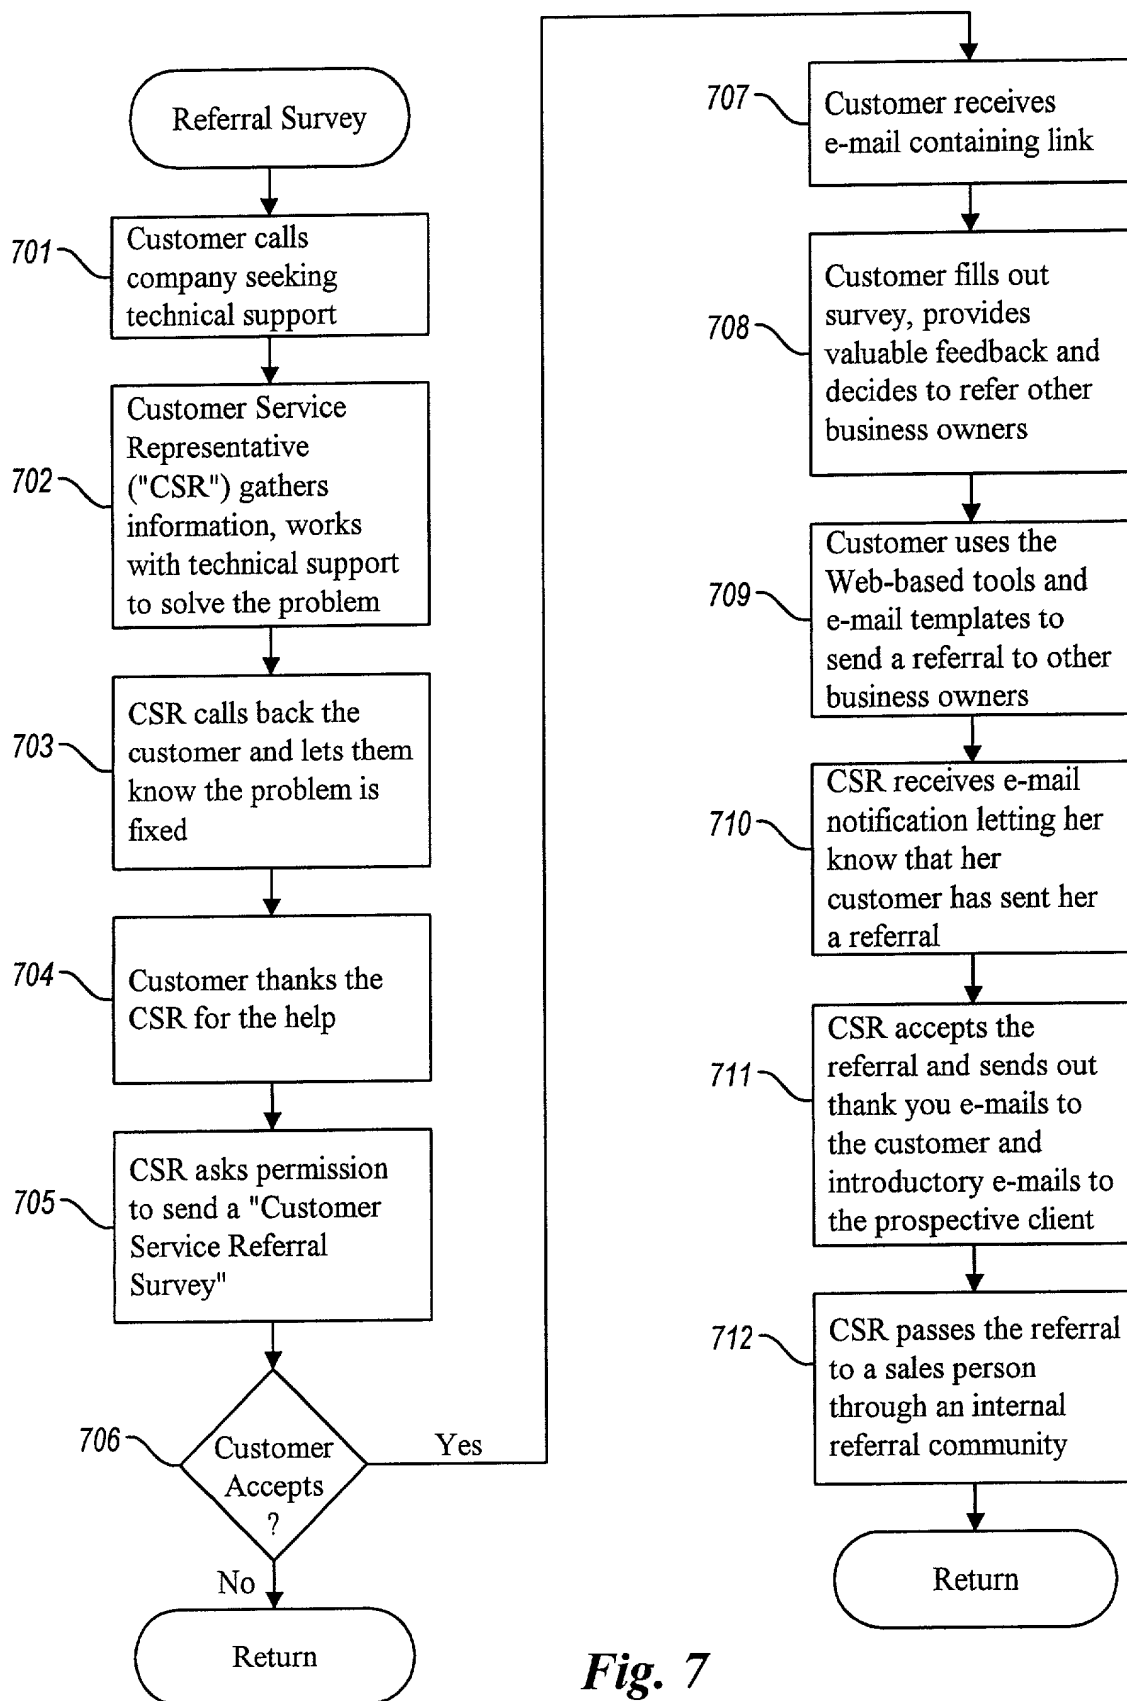 Referral Survey
701
Customer calls
company seeking
technical support
702
Customer Service
Representative
("CSR") gathers
information, works
with technical support
to solve the problem
703
CSR calls back the
customer and lets them
know the problem is
fixed
704
Customer thanks the
CSR for the help
705
CSR asks permission
to send a "Customer
Service Referral
Survey"
706
Customer
Accepts
?
Yes
No
Return
707
Customer receives
e-mail containing link
708
Customer fills out
survey, provides
valuable feedback and
decides to refer other
business owners
709
Customer uses the
Web-based tools and
e-mail templates to
send a referral to other
business owners
710
CSR receives e-mail
notification letting her
know that her
customer has sent her
a referral
711
CSR accepts the
referral and sends out
thank you e-mails to
the customer and
introductory e-mails to
the prospective client
712
CSR passes the referral
to a sales person
through an internal
referral community
Return
Fig. 7